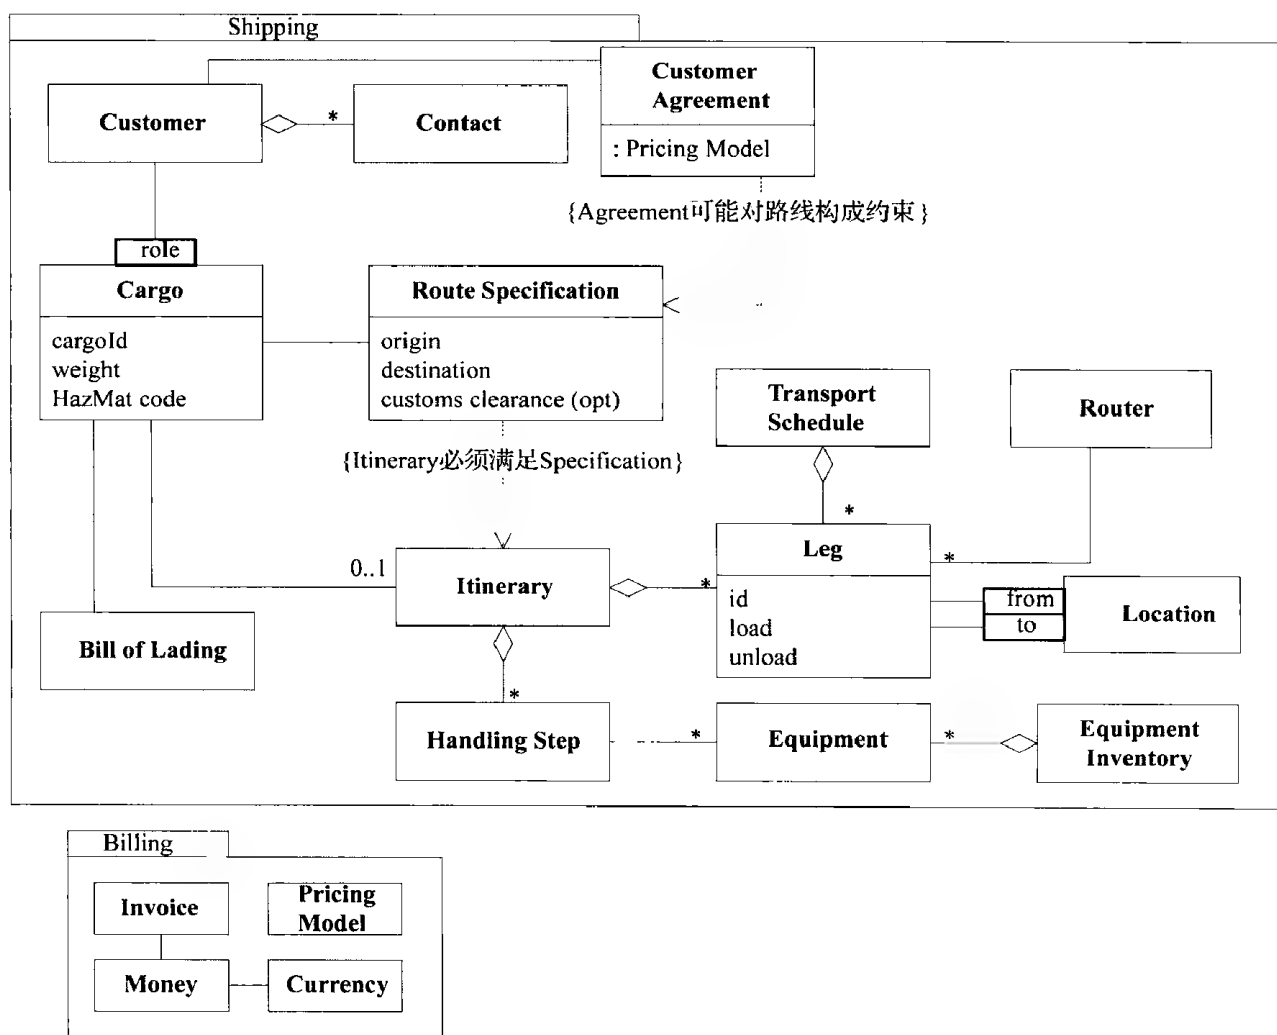 Shipping
Customer
Agreement
: Pricing Model
Customer
*
Contact
{Agreement可能对路线构成约束}
role
Cargo
cargoId
weight
HazMat code
Route Specification
origin
destination
customs clearance (opt)
Transport
Schedule
Router
{Itinerary必须满足Specification}
*
Leg
id
load
unload
*
0..1
Itinerary
*
from
to
Location
Bill of Lading
*
Handling Step
*
Equipment
*
Equipment
Inventory
Billing
Invoice
Pricing
Model
Money
Currency